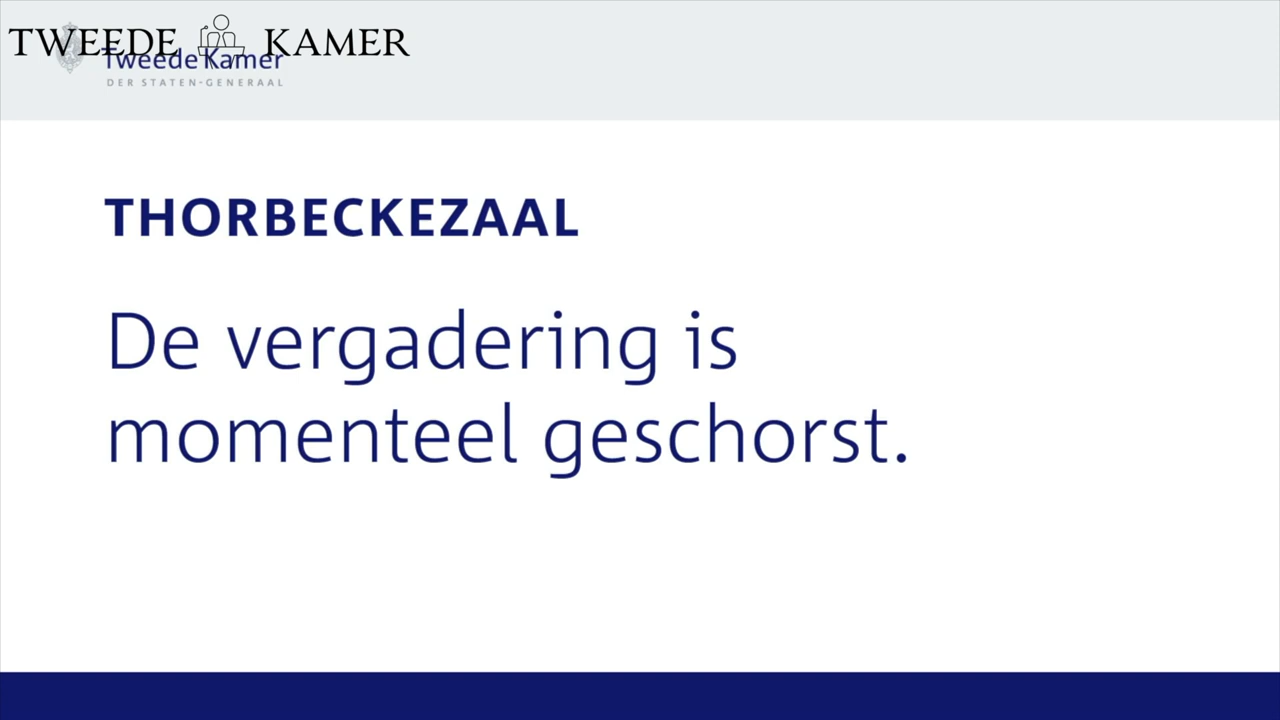 TWEEDE KAMER
Tweede Kamer
DER STATEN-GENERAAL
THORBECKEZAAL
De vergadering is
momenteel geschorst.